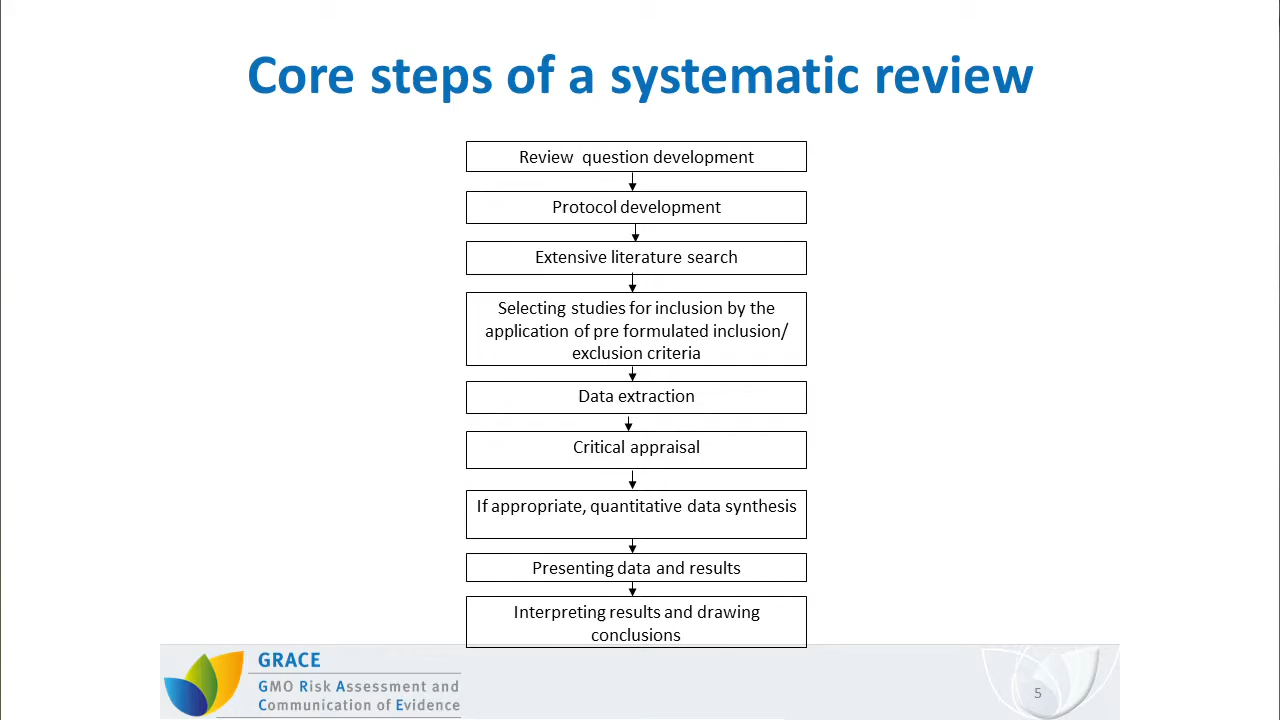 Core steps of a systematic review
Review question development
Protocol development
Extensive literature search
Selecting studies for inclusion by the
application of pre formulated inclusion/
exclusion criteria
Data extraction
Critical appraisal
If appropriate, quantitative data synthesis
Presenting data and results
Interpreting results and drawing
conclusions
GRACE
GMO Risk Assessment and
Communication of Evidence
5